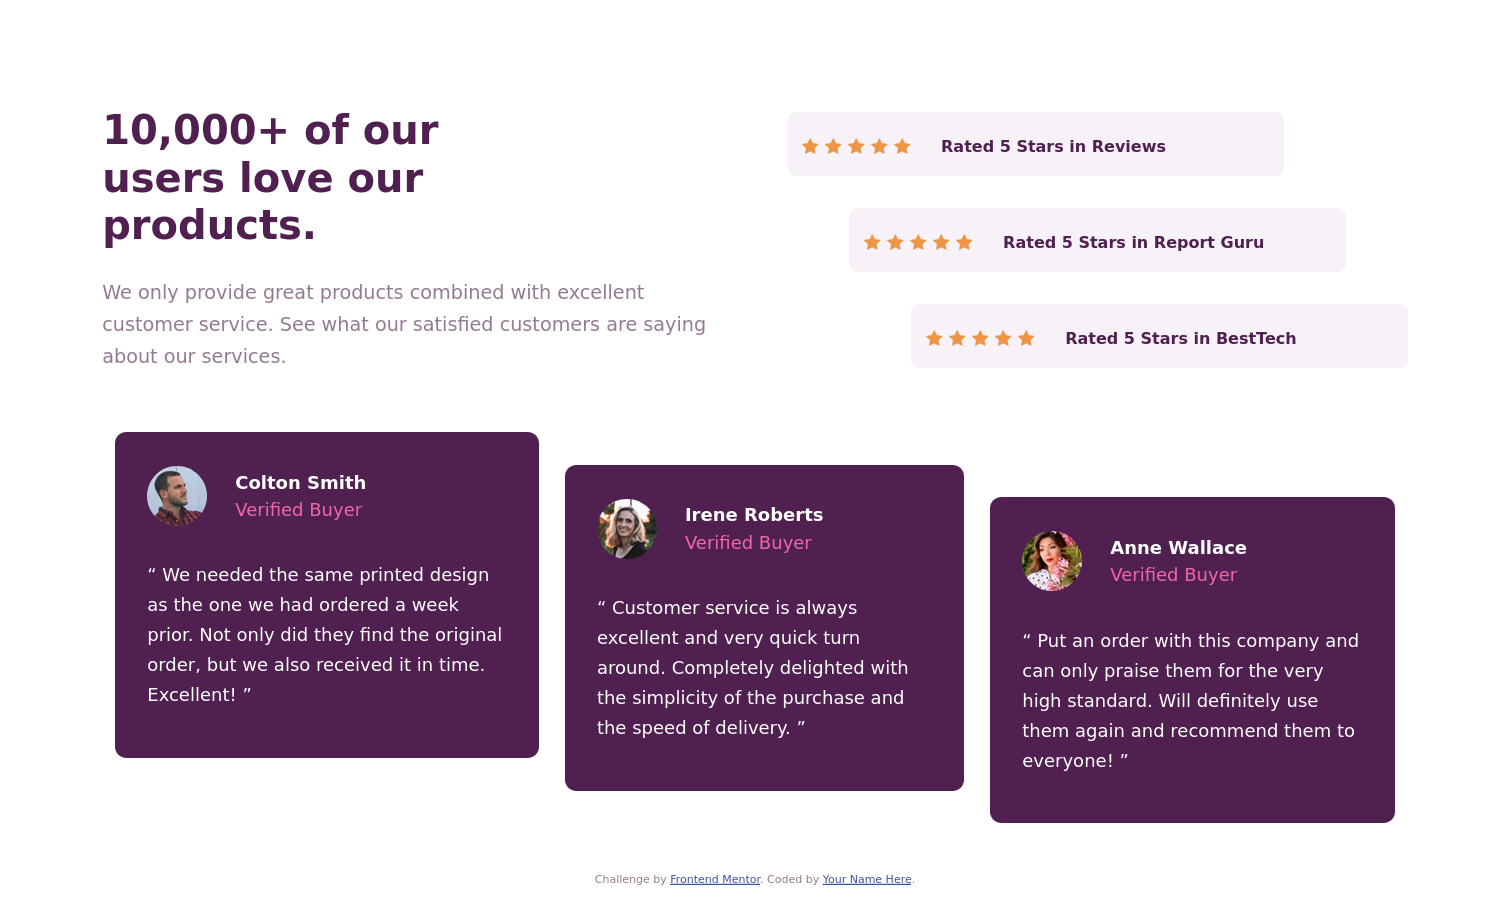 10,000+ of our
users love our
products.
We only provide great products combined with excellent
customer service. See what our satisfied customers are saying
about our services.
Rated 5 Stars in Reviews
Rated 5 Stars in Report Guru
Rated 5 Stars in BestTech
Colton Smith
Verified Buyer
“ We needed the same printed design
as the one we had ordered a week
prior. Not only did they find the original
order, but we also received it in time.
Excellent! ”
Irene Roberts
Verified Buyer
“ Customer service is always
excellent and very quick turn
around. Completely delighted with
the simplicity of the purchase and
the speed of delivery. ”
Anne Wallace
Verified Buyer
“ Put an order with this company and
can only praise them for the very
high standard. Will definitely use
them again and recommend them to
everyone! ”
Challenge by Frontend Mentor. Coded by Your Name Here.